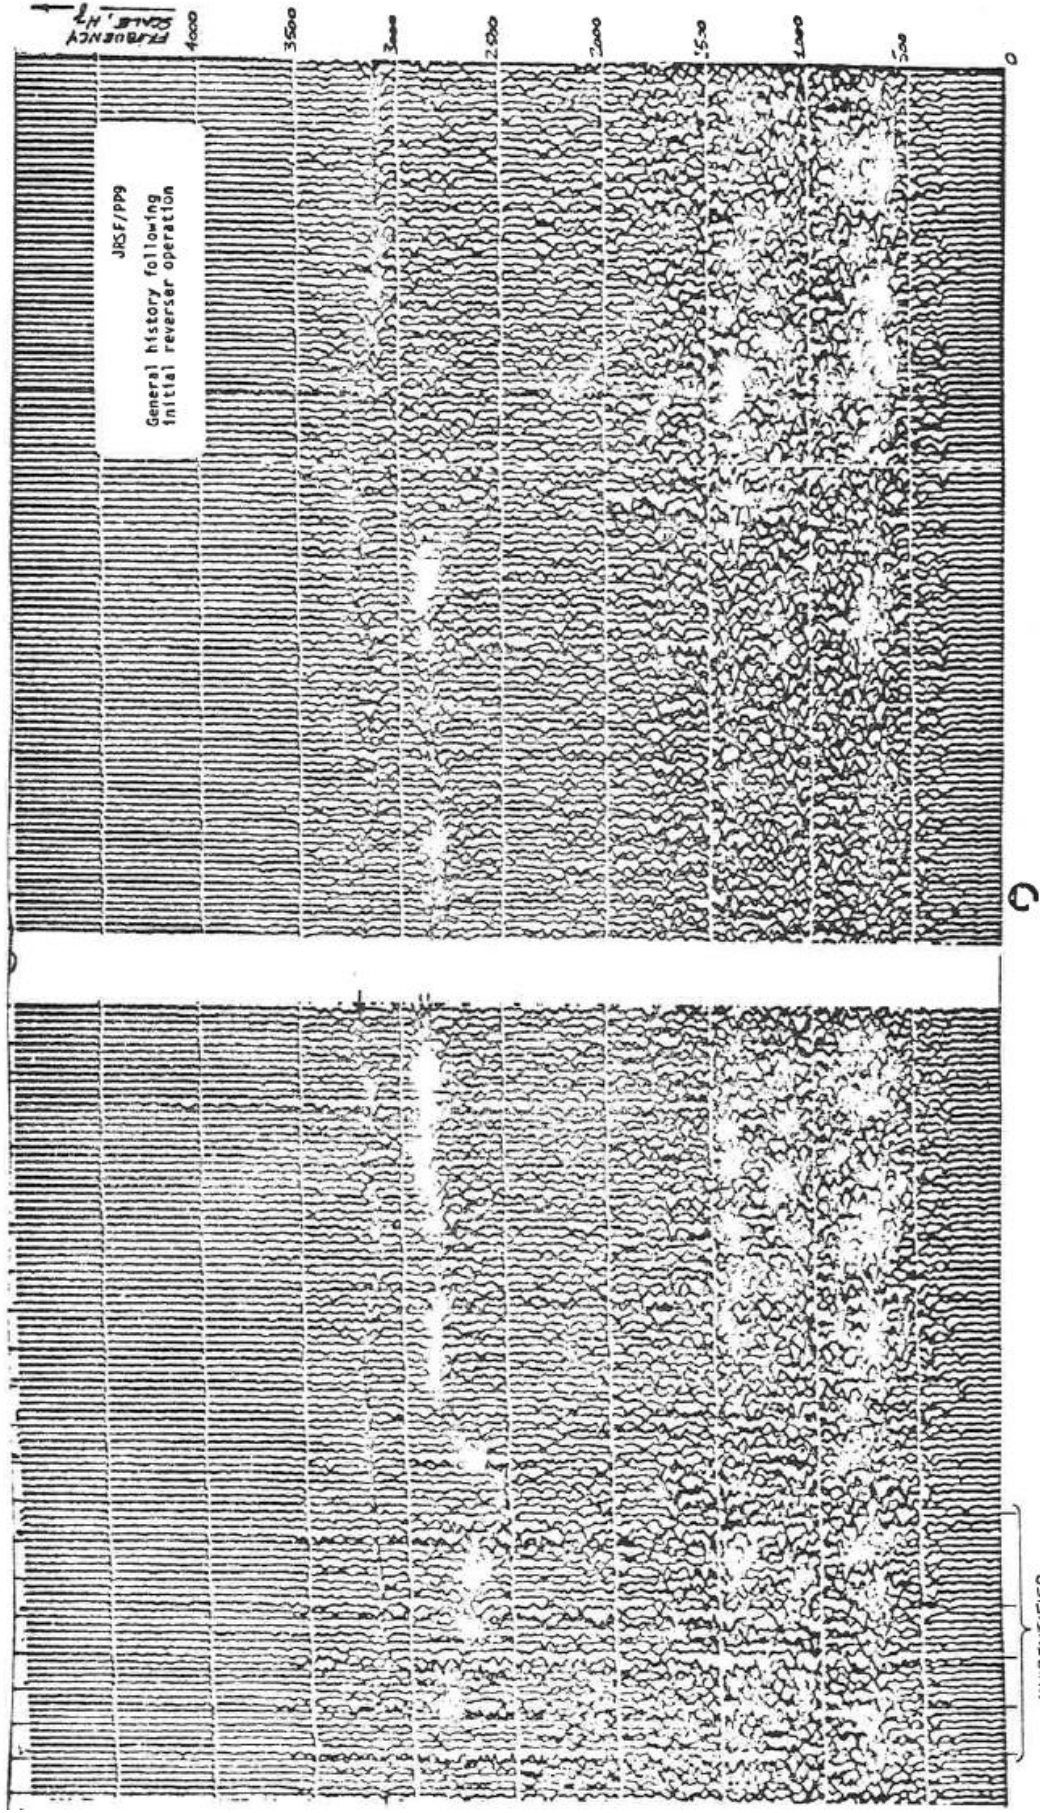 FREQUENCY
SCALE, Hz
4000
3500
3000
2500
2000
1500
1000
500
0
JRSF/PP9
General history following
initial reverser operation